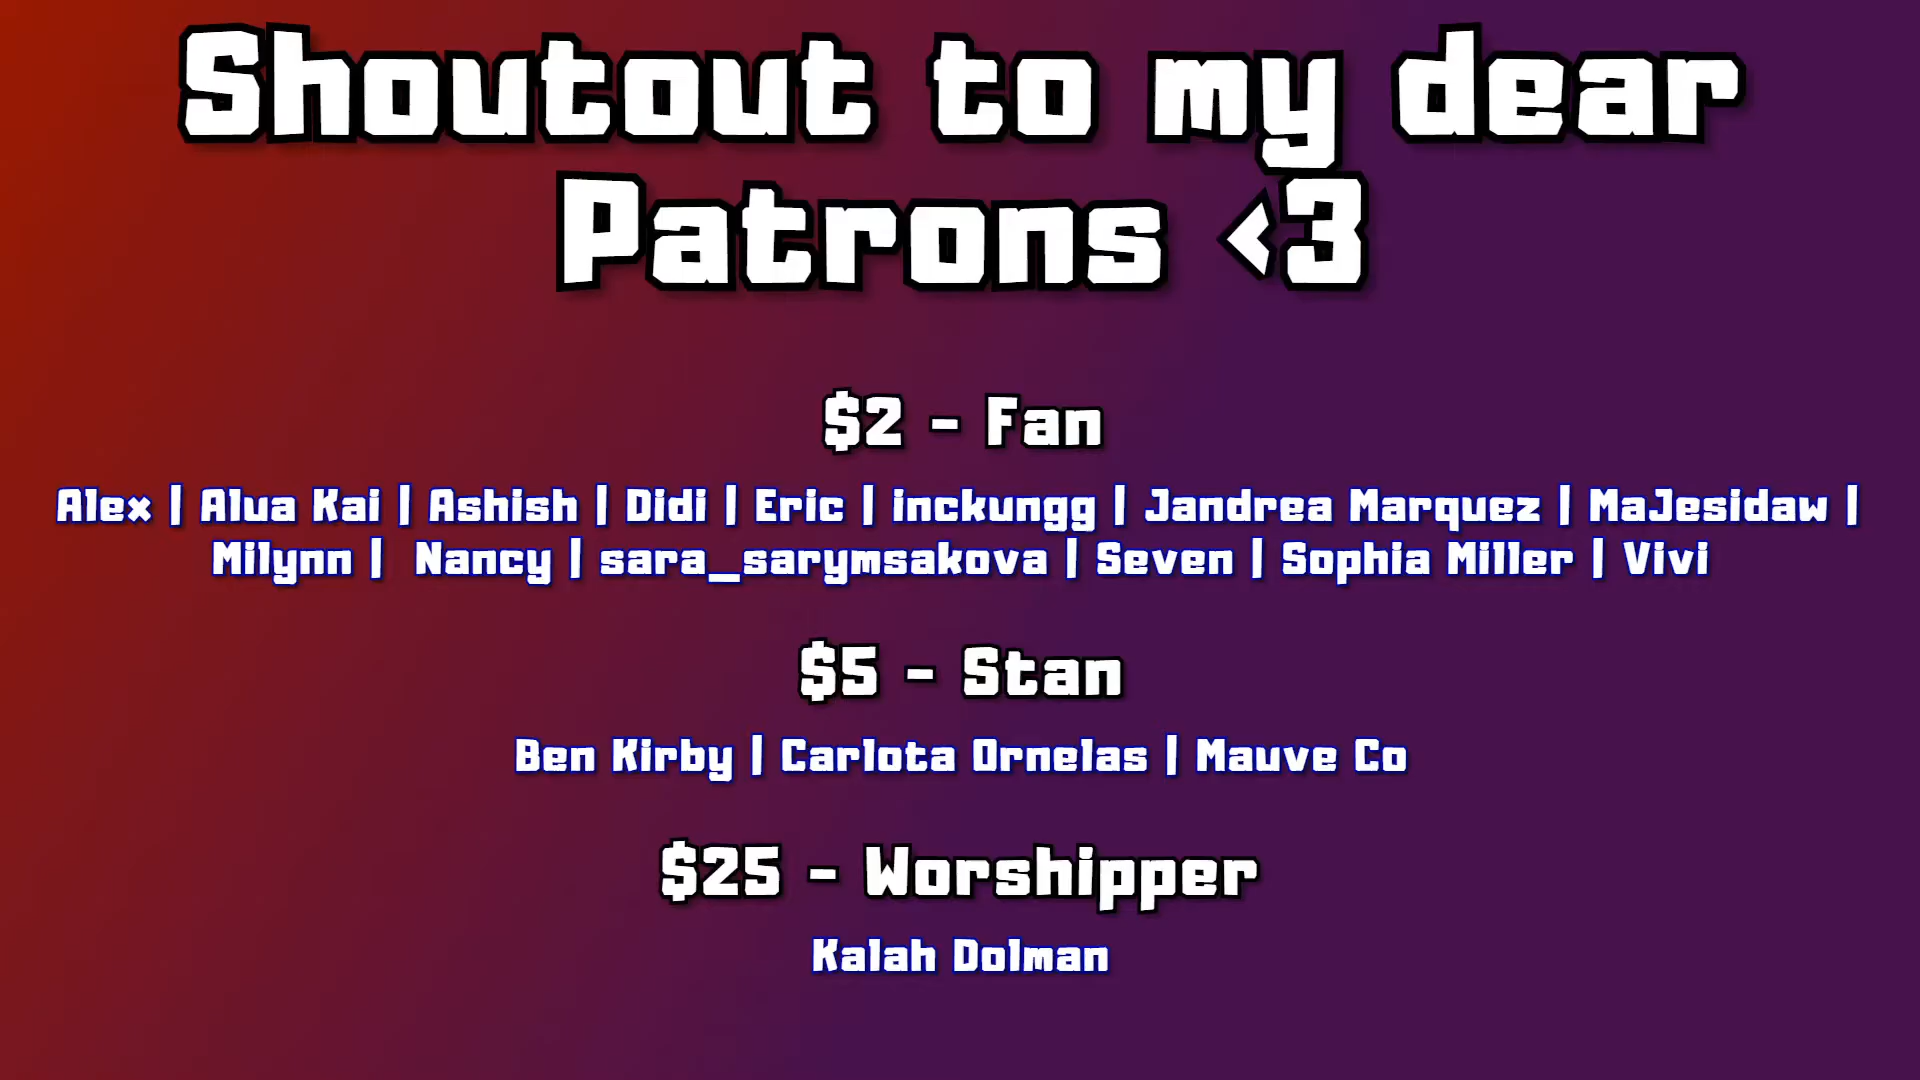 Shoutout to my dear
Patrons <3
$2 - Fan
Alex | Alua Kai | Ashish | Didi | Eric | inckungg | Jandrea Marquez | MaJesidaw |
Milynn | Nancy | sara_sarymsakova | Seven | Sophia Miller | Vivi
$5 - Stan
Ben Kirby | Carlota Ornelas | Mauve Co
$25 - Worshipper
Kalah Dolman